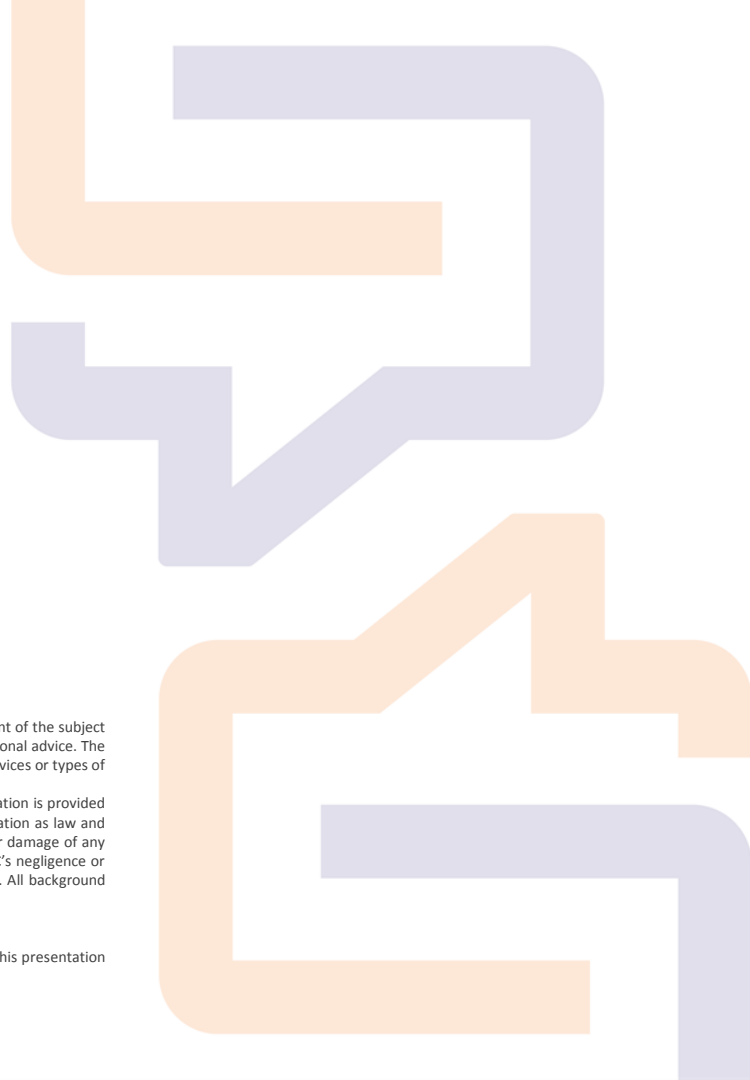 nt of the subject
onal advice. The
vices or types of
ation is provided
ation as law and
r damage of any
's negligence or
. All background
his presentation